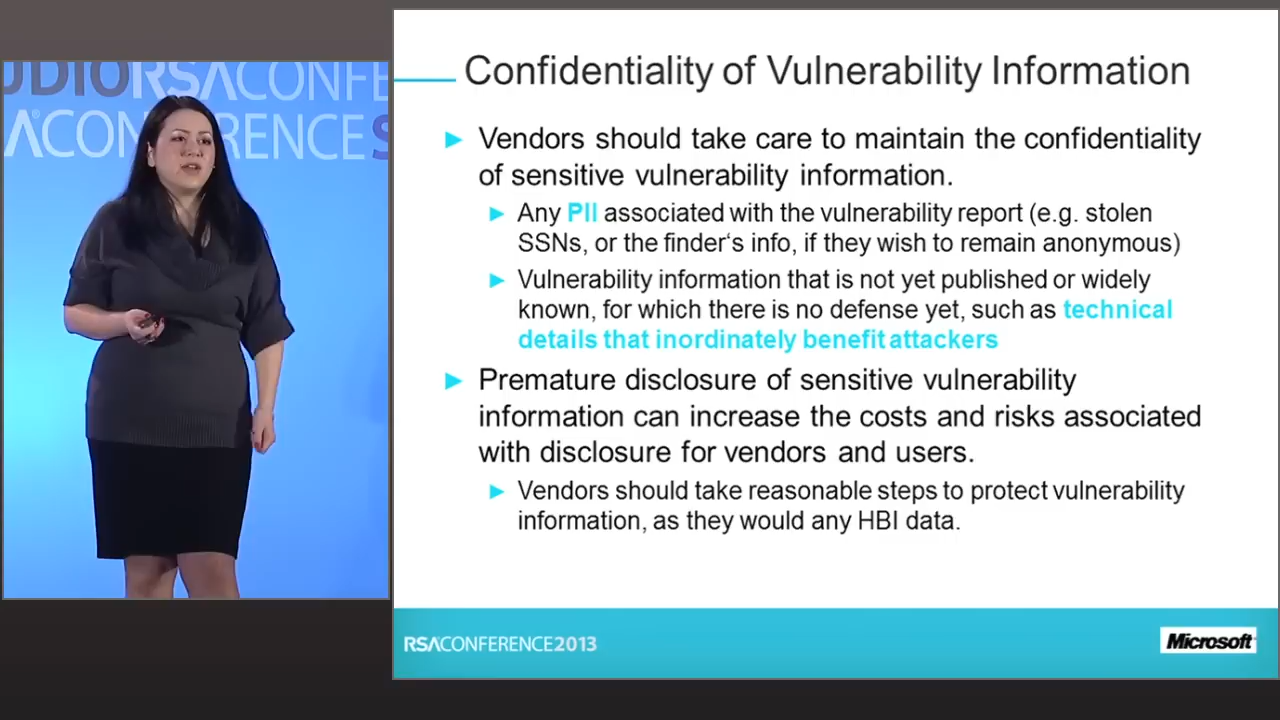 UDIO RSACONFE
A CONFERENCE S
Confidentiality of Vulnerability Information
Vendors should take care to maintain the confidentiality
of sensitive vulnerability information.
Any PII associated with the vulnerability report (e.g. stolen
SSNs, or the finder‘s info, if they wish to remain anonymous)
Vulnerability information that is not yet published or widely
known, for which there is no defense yet, such as technical
details that inordinately benefit attackers
Premature disclosure of sensitive vulnerability
information can increase the costs and risks associated
with disclosure for vendors and users.
Vendors should take reasonable steps to protect vulnerability
information, as they would any HBI data.
RSACONFERENCE2013
Microsoft